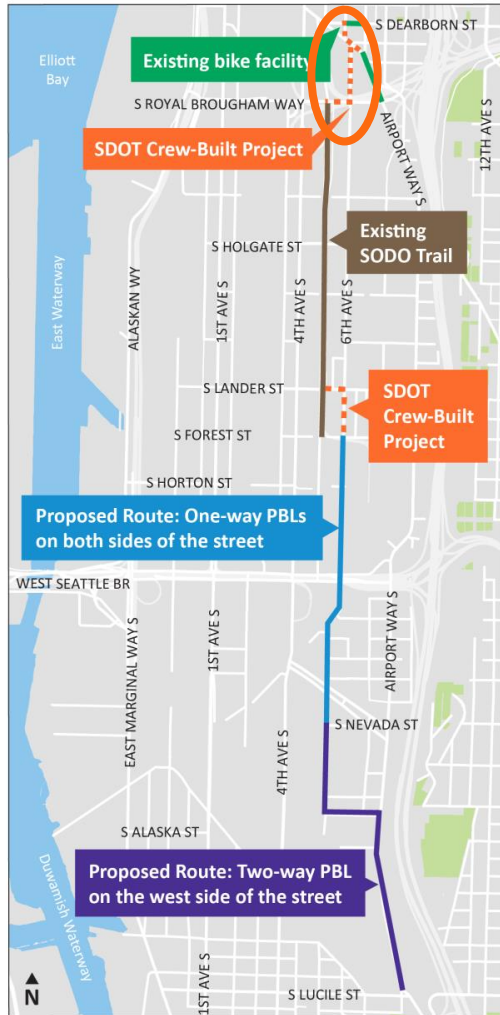 S DEARBORN ST
Elliott
Bay
Existing bike facility
S ROYAL BROUGHAM WAY
12TH AVE S
SDOT Crew-Built Project
AIRPORT WAY S
Existing
SODO Trail
S HOLGATE ST
East Waterway
ALASKAN WY
1ST AVE S
4TH AVE S
6TH AVE S
S LANDER ST
SDOT
Crew-Built
Project
S FOREST ST
S HORTON ST
Proposed Route: One-way PBLs
on both sides of the street
WEST SEATTLE BR
EAST MARGINAL WAY S
1ST AVE S
AIRPORT WAY S
4TH AVE S
S NEVADA ST
S ALASKA ST
Proposed Route: Two-way PBL
on the west side of the street
Duwamish Waterway
N
1ST AVE S
S LUCILE ST